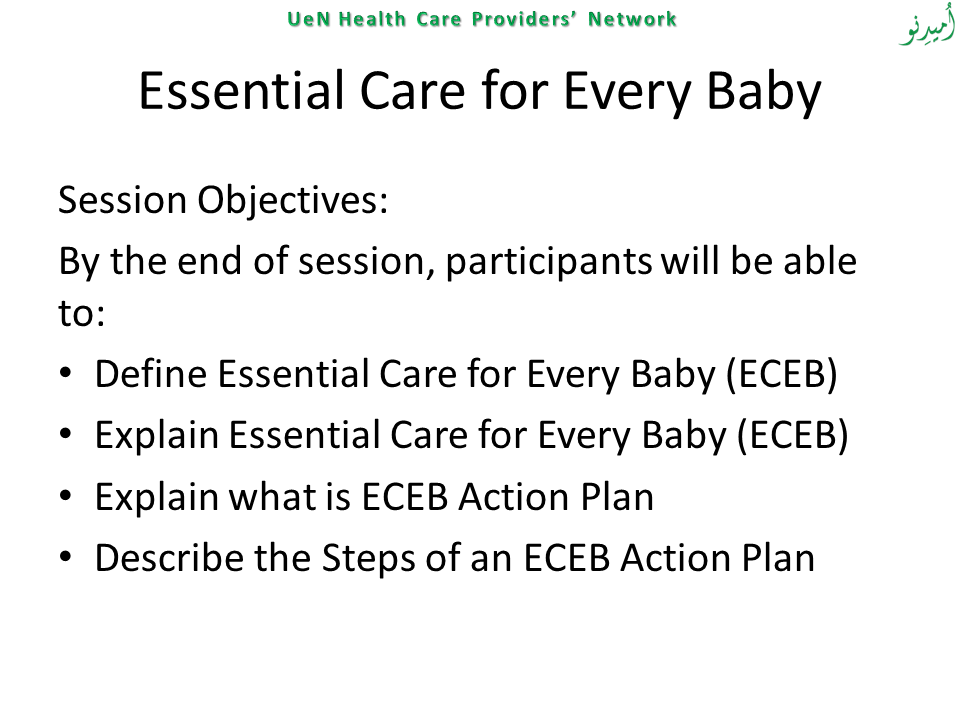 UeN Health Care Providers’ Network
اُمیدِنو
Essential Care for Every Baby
Session Objectives:
By the end of session, participants will be able
to:
• Define Essential Care for Every Baby (ECEB)
• Explain Essential Care for Every Baby (ECEB)
• Explain what is ECEB Action Plan
• Describe the Steps of an ECEB Action Plan